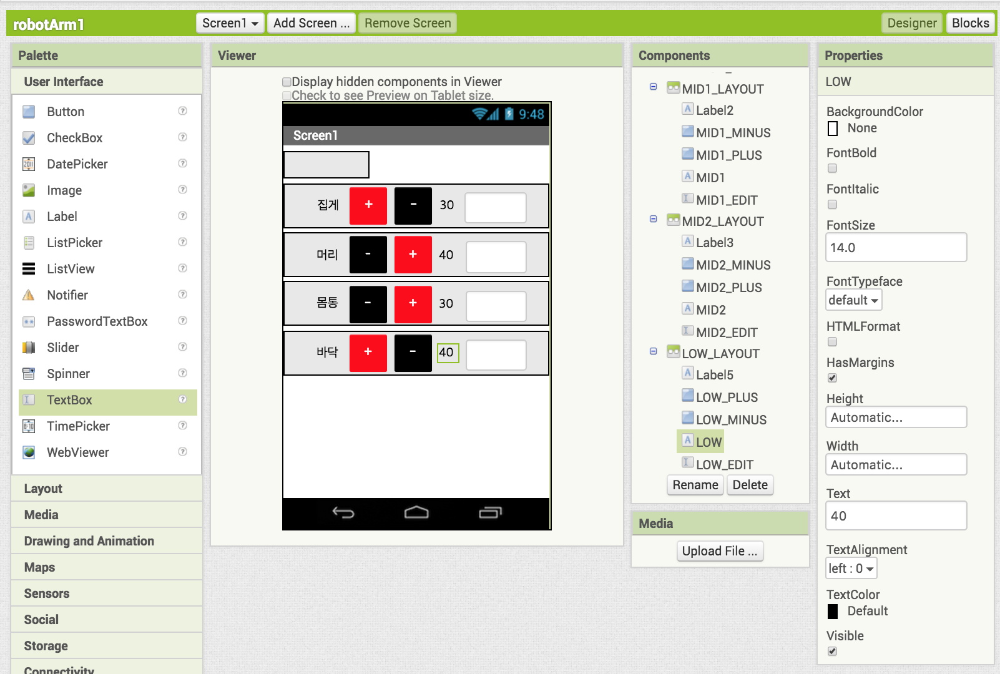 robotArm1
Screen1
Add Screen ...
Remove Screen
Designer
Blocks
Palette
User Interface
Button
?
CheckBox
?
DatePicker
?
Image
?
Label
?
ListPicker
?
ListView
?
Notifier
?
PasswordTextBox
?
Slider
?
Spinner
?
TextBox
?
TimePicker
?
WebViewer
?
Layout
Media
Drawing and Animation
Maps
Sensors
Social
Storage
Connectivity
Viewer
Display hidden components in Viewer
Check to see Preview on Tablet size.
9:48
Screen1
집게 + - 30
머리 - + 40
몸통 - + 30
바닥 + - 40
Components
MID1_LAYOUT
Label2
MID1_MINUS
MID1_PLUS
MID1
MID1_EDIT
MID2_LAYOUT
Label3
MID2_MINUS
MID2_PLUS
MID2
MID2_EDIT
LOW_LAYOUT
Label5
LOW_PLUS
LOW_MINUS
LOW
LOW_EDIT
Rename
Delete
Media
Upload File ...
Properties
LOW
BackgroundColor
None
FontBold
FontItalic
FontSize
14.0
FontTypeface
default
HTMLFormat
HasMargins
Height
Automatic...
Width
Automatic...
Text
40
TextAlignment
left : 0
TextColor
Default
Visible